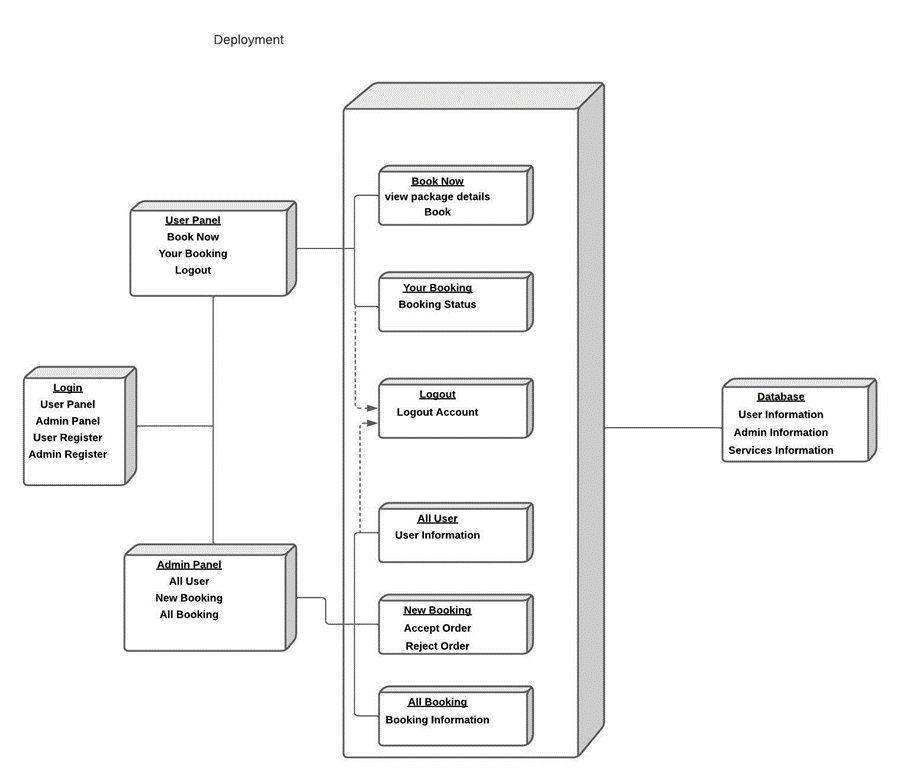 Deployment
Book Now
view package details
Book
User Panel
Book Now
Your Booking
Logout
Your Booking
Booking Status
Login
User Panel
Admin Panel
User Register
Admin Register
Logout
Logout Account
Database
User Information
Admin Information
Services Information
All User
User Information
Admin Panel
All User
New Booking
All Booking
New Booking
Accept Order
Reject Order
All Booking
Booking Information